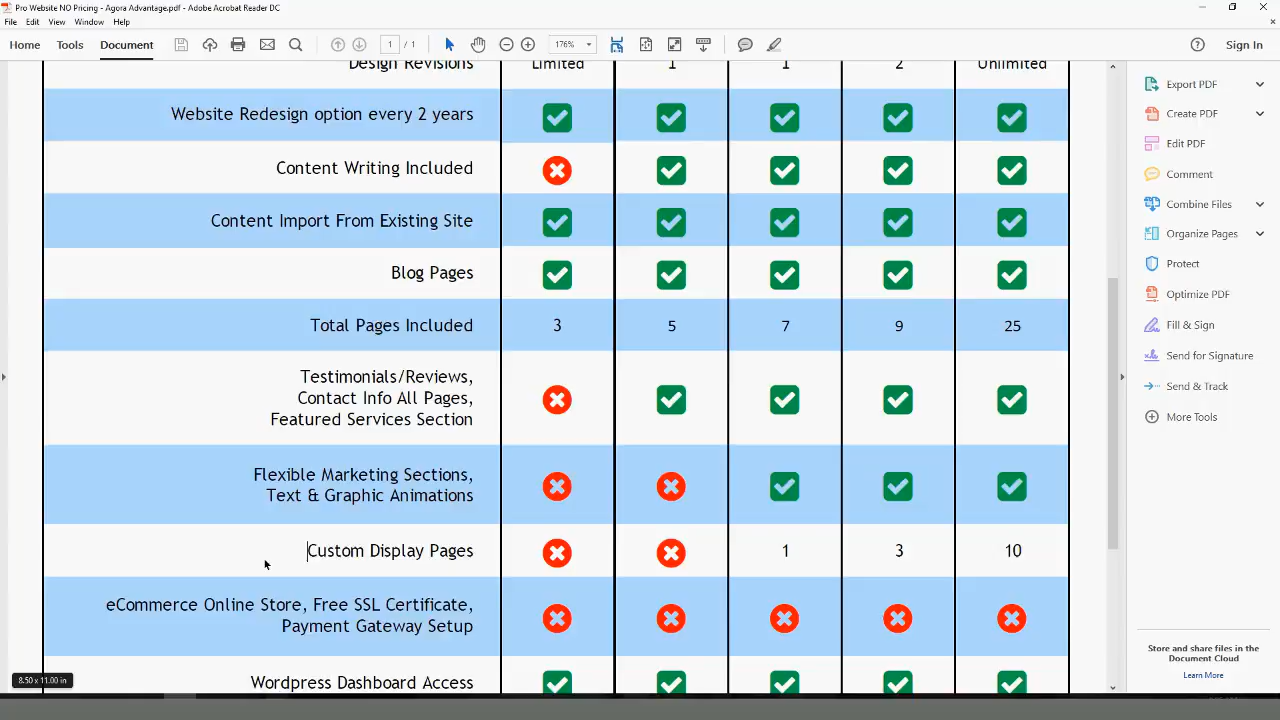 Pro Website NO Pricing - Agora Advantage.pdf - Adobe Acrobat Reader DC
File Edit View Window Help
Home Tools Document 1 / 1 176% Sign In
Design Revisions Limited 1 1 2 Unlimited
Website Redesign option every 2 years
Content Writing Included
Content Import From Existing Site
Blog Pages
Total Pages Included 3 5 7 9 25
Testimonials/Reviews,
Contact Info All Pages,
Featured Services Section
Flexible Marketing Sections,
Text & Graphic Animations
Custom Display Pages 1 3 10
eCommerce Online Store, Free SSL Certificate,
Payment Gateway Setup
Wordpress Dashboard Access
8.50 x 11.00 in
Export PDF
Create PDF
Edit PDF
Comment
Combine Files
Organize Pages
Protect
Optimize PDF
Fill & Sign
Send for Signature
Send & Track
More Tools
Store and share files in the
Document Cloud
Learn More